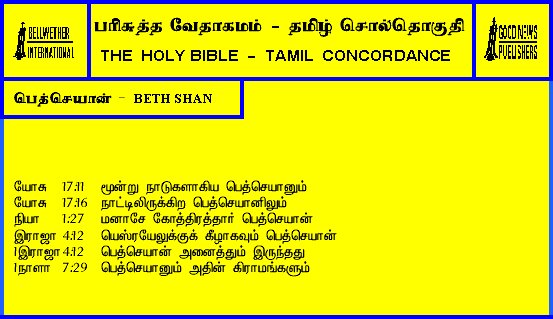 BELLWETHER
INTERNATIONAL
பரிசுத்த வேதாகமம் - தமிழ் சொல்தொகுதி
THE HOLY BIBLE - TAMIL CONCORDANCE
GOOD NEWS
PUBLISHERS
பெத்செயான் - BETH SHAN
யோசு 17:11 மூன்று நாடுகளாகிய பெத்செயானும்
யோசு 17:16 நாட்டிலிருக்கிற பெத்செயானிலும்
நியா 1:27 மனாசே கோத்திரத்தார் பெத்செயான்
இராஜா 4:12 யெஸ்ரயேலுக்குக் கீழாகவும் பெத்செயான்
1இராஜா 4:12 பெத்செயான் அனைத்தும் இருந்தது
1நாளா 7:29 பெத்செயானும் அதின் கிராமங்களும்